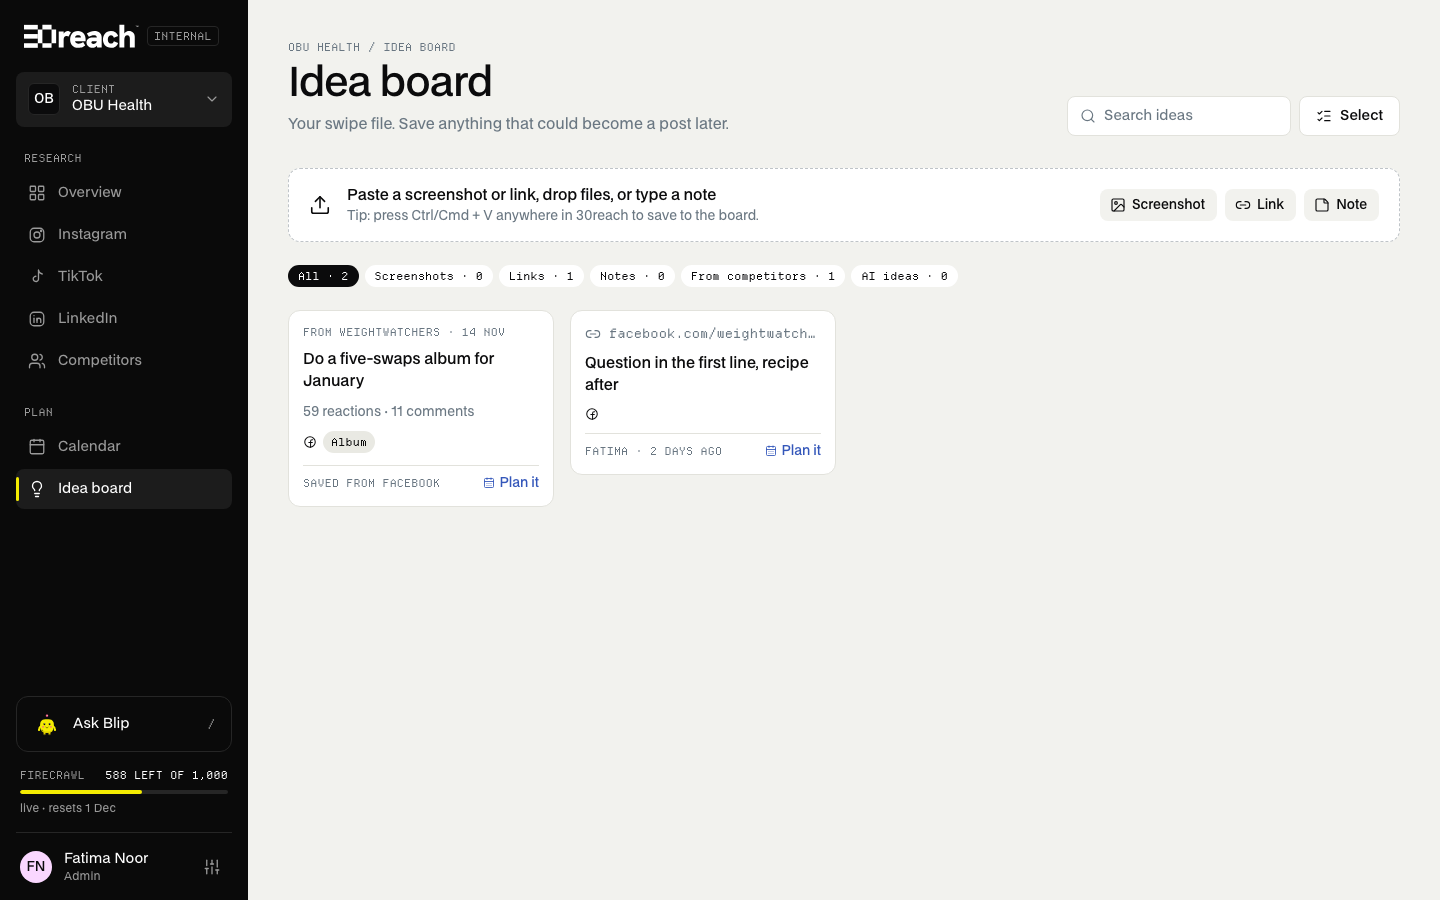 30reach
INTERNAL
OB
CLIENT
OBU Health
RESEARCH
Overview
Instagram
TikTok
LinkedIn
Competitors
PLAN
Calendar
Idea board
Ask Blip
/
FIRECRAWL 588 LEFT OF 1,000
live · resets 1 Dec
FN
Fatima Noor
Admin
OBU HEALTH / IDEA BOARD
Idea board
Your swipe file. Save anything that could become a post later.
Search ideas
Select
Paste a screenshot or link, drop files, or type a note
Tip: press Ctrl/Cmd + V anywhere in 30reach to save to the board.
Screenshot
Link
Note
All · 2
Screenshots · 0
Links · 1
Notes · 0
From competitors · 1
AI ideas · 0
FROM WEIGHTWATCHERS · 14 NOV
Do a five-swaps album for
January
59 reactions · 11 comments
Album
SAVED FROM FACEBOOK
Plan it
facebook.com/weightwatch…
Question in the first line, recipe
after
FATIMA · 2 DAYS AGO
Plan it